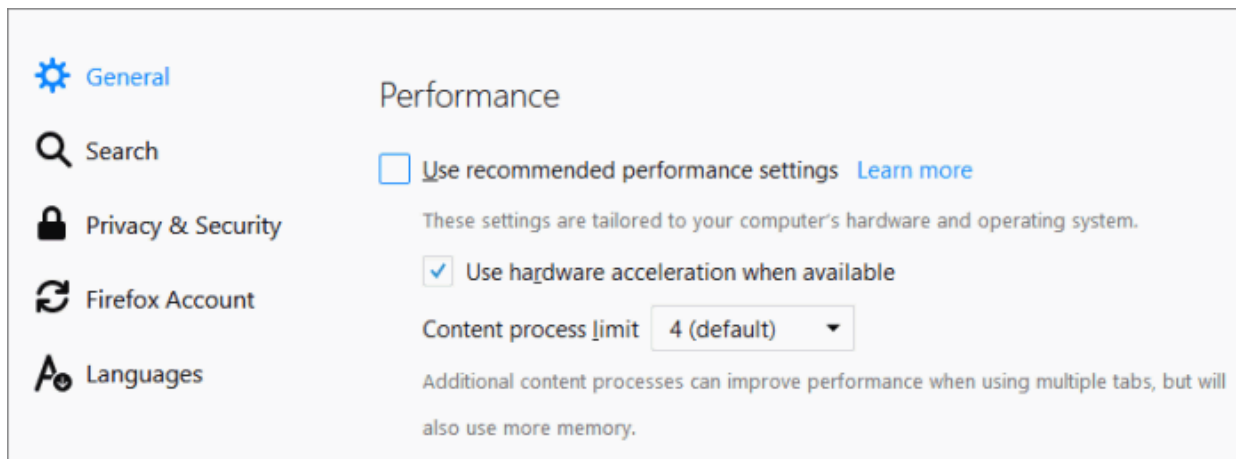 General
Search
Privacy & Security
Firefox Account
Languages
Performance
Use recommended performance settings Learn more
These settings are tailored to your computer’s hardware and operating system.
Use hardware acceleration when available
Content process limit 4 (default)
Additional content processes can improve performance when using multiple tabs, but will
also use more memory.